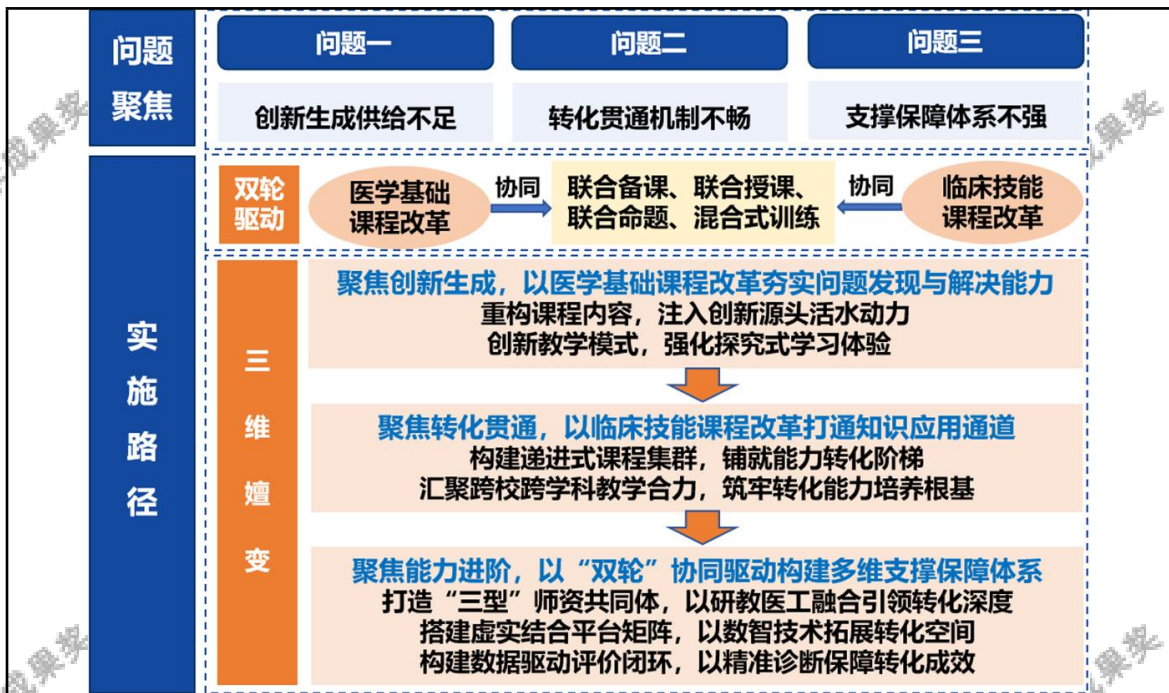 问题
聚焦
问题一
问题二
问题三
创新生成供给不足
转化贯通机制不畅
支撑保障体系不强
实
施
路
径
双轮
驱动
医学基础
课程改革
协同
联合备课、联合授课、
联合命题、混合式训练
协同
临床技能
课程改革
三
维
嬗
变
聚焦创新生成，以医学基础课程改革夯实问题发现与解决能力
重构课程内容，注入创新源头活水动力
创新教学模式，强化探究式学习体验
聚焦转化贯通，以临床技能课程改革打通知识应用通道
构建递进式课程集群，铺就能力转化阶梯
汇聚跨校跨学科教学合力，筑牢转化能力培养根基
聚焦能力进阶，以“双轮”协同驱动构建多维支撑保障体系
打造“三型”师资共同体，以研教医工融合引领转化深度
搭建虚实结合平台矩阵，以数智技术拓展转化空间
构建数据驱动评价闭环，以精准诊断保障转化成效
成果奖
果奖
成果奖
果奖